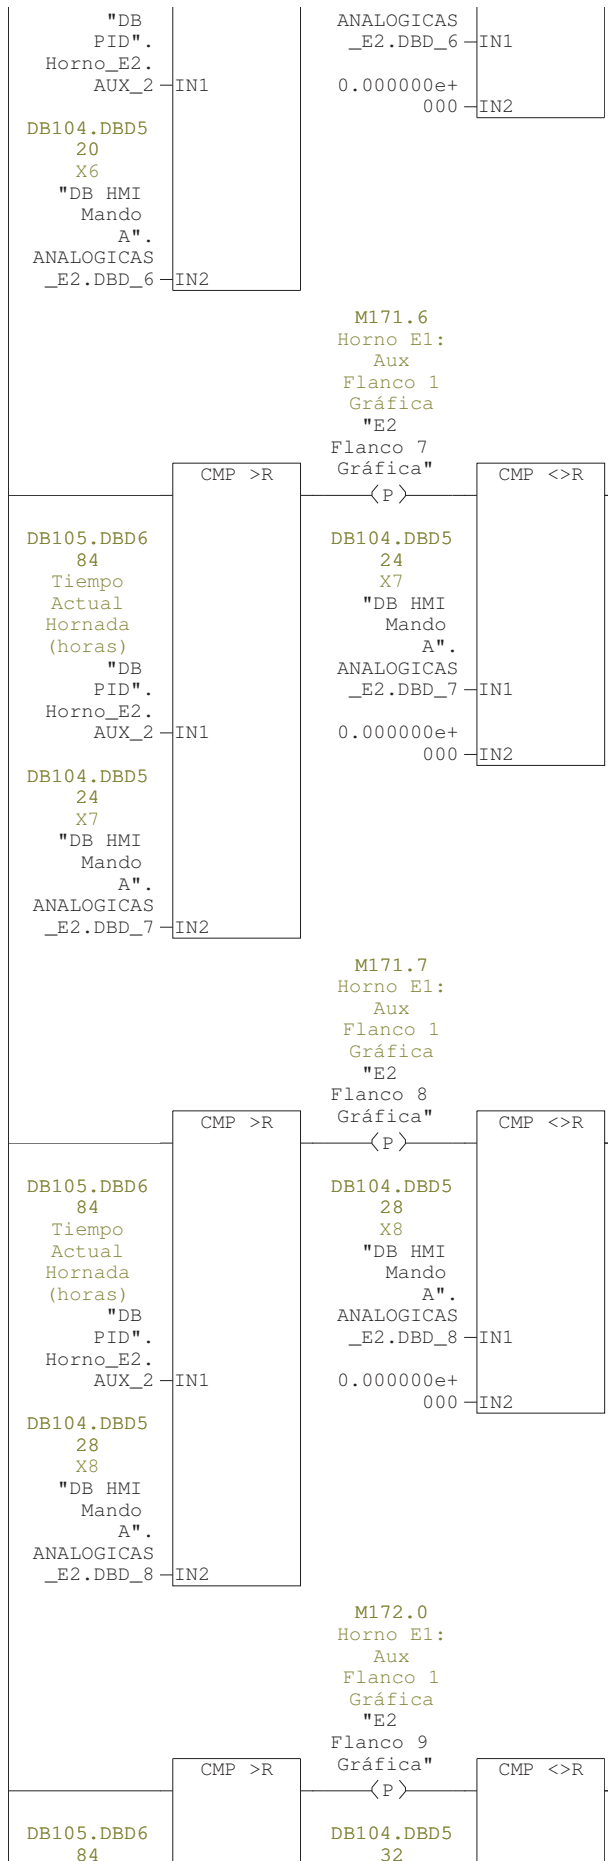 "DB
PID".
Horno_E2.
AUX_2 IN1
DB104.DBD5
20
X6
"DB HMI
Mando
A".
ANALOGICAS
_E2.DBD_6 IN2
ANALOGICAS
_E2.DBD_6 IN1
0.000000e+
000 IN2
M171.6
Horno E1:
Aux
Flanco 1
Gráfica
"E2
Flanco 7
Gráfica"
CMP >R
(P)
CMP <>R
DB105.DBD6
84
Tiempo
Actual
Hornada
(horas)
"DB
PID".
Horno_E2.
AUX_2 IN1
DB104.DBD5
24
X7
"DB HMI
Mando
A".
ANALOGICAS
_E2.DBD_7 IN2
DB104.DBD5
24
X7
"DB HMI
Mando
A".
ANALOGICAS
_E2.DBD_7 IN1
0.000000e+
000 IN2
M171.7
Horno E1:
Aux
Flanco 1
Gráfica
"E2
Flanco 8
Gráfica"
CMP >R
(P)
CMP <>R
DB105.DBD6
84
Tiempo
Actual
Hornada
(horas)
"DB
PID".
Horno_E2.
AUX_2 IN1
DB104.DBD5
28
X8
"DB HMI
Mando
A".
ANALOGICAS
_E2.DBD_8 IN2
DB104.DBD5
28
X8
"DB HMI
Mando
A".
ANALOGICAS
_E2.DBD_8 IN1
0.000000e+
000 IN2
M172.0
Horno E1:
Aux
Flanco 1
Gráfica
"E2
Flanco 9
Gráfica"
CMP >R
(P)
CMP <>R
DB105.DBD6
84
DB104.DBD5
32